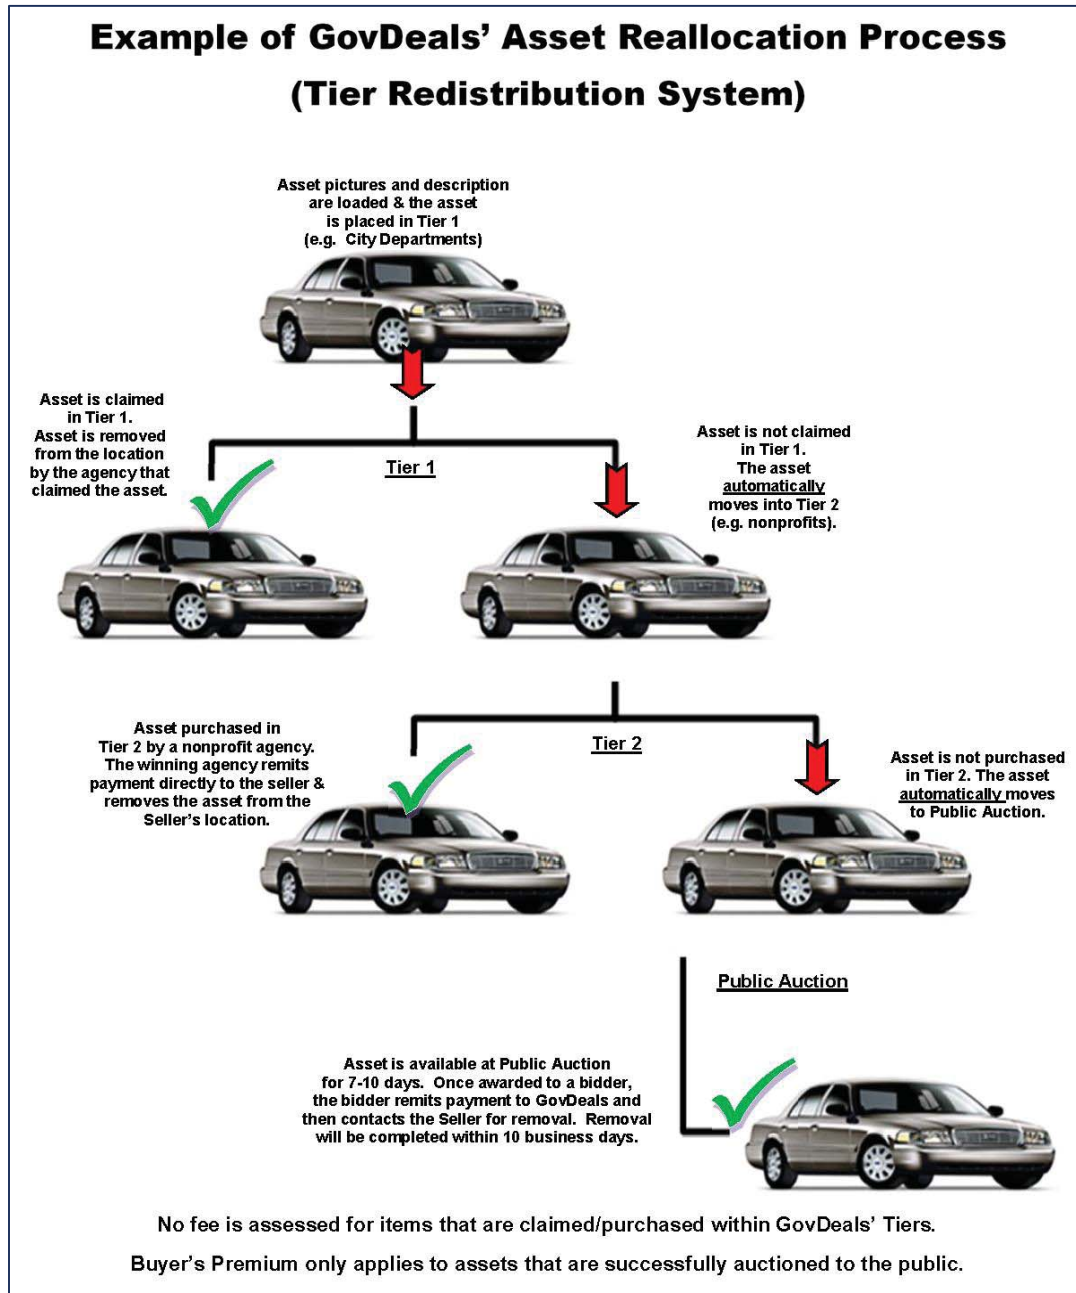 Example of GovDeals’ Asset Reallocation Process
(Tier Redistribution System)
Asset pictures and description
are loaded & the asset
is placed in Tier 1
(e.g. City Departments)
Asset is claimed
in Tier 1.
Asset is removed
from the location
by the agency that
claimed the asset.
Tier 1
Asset is not claimed
in Tier 1.
The asset
automatically
moves into Tier 2
(e.g. nonprofits).
Asset purchased in
Tier 2 by a nonprofit agency.
The winning agency remits
payment directly to the seller &
removes the asset from the
Seller’s location.
Tier 2
Asset is not purchased
in Tier 2. The asset
automatically moves
to Public Auction.
Public Auction
Asset is available at Public Auction
for 7-10 days. Once awarded to a bidder,
the bidder remits payment to GovDeals and
then contacts the Seller for removal. Removal
will be completed within 10 business days.
No fee is assessed for items that are claimed/purchased within GovDeals’ Tiers.
Buyer’s Premium only applies to assets that are successfully auctioned to the public.